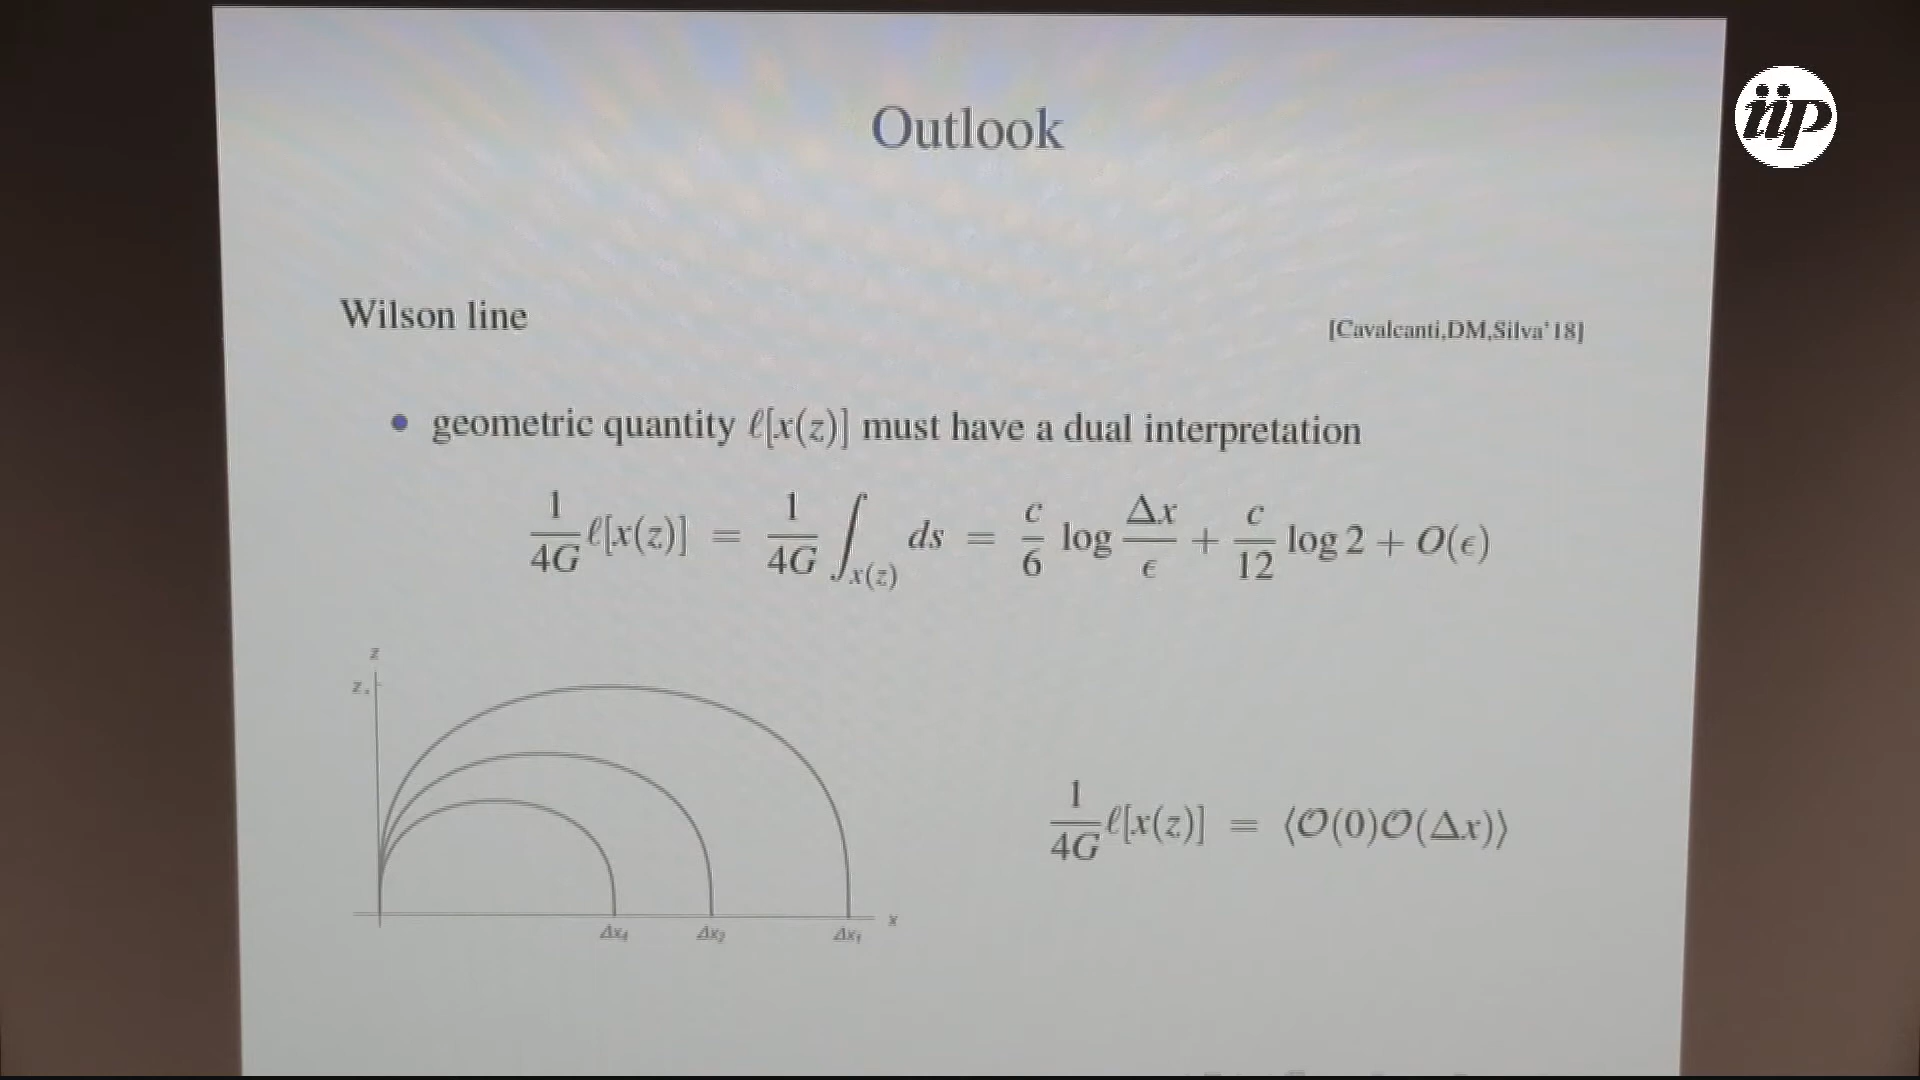 iip
Outlook
Wilson line
[Cavalcanti,DM,Silva'18]
• geometric quantity ℓ[x(z)] must have a dual interpretation
1/4G ℓ[x(z)] = 1/4G ∫_{x(z)} ds = c/6 log Δx/ϵ + c/12 log 2 + O(ϵ)
z
z*
1/4G ℓ[x(z)] = ⟨O(0)O(Δx)⟩
x
Δx₁